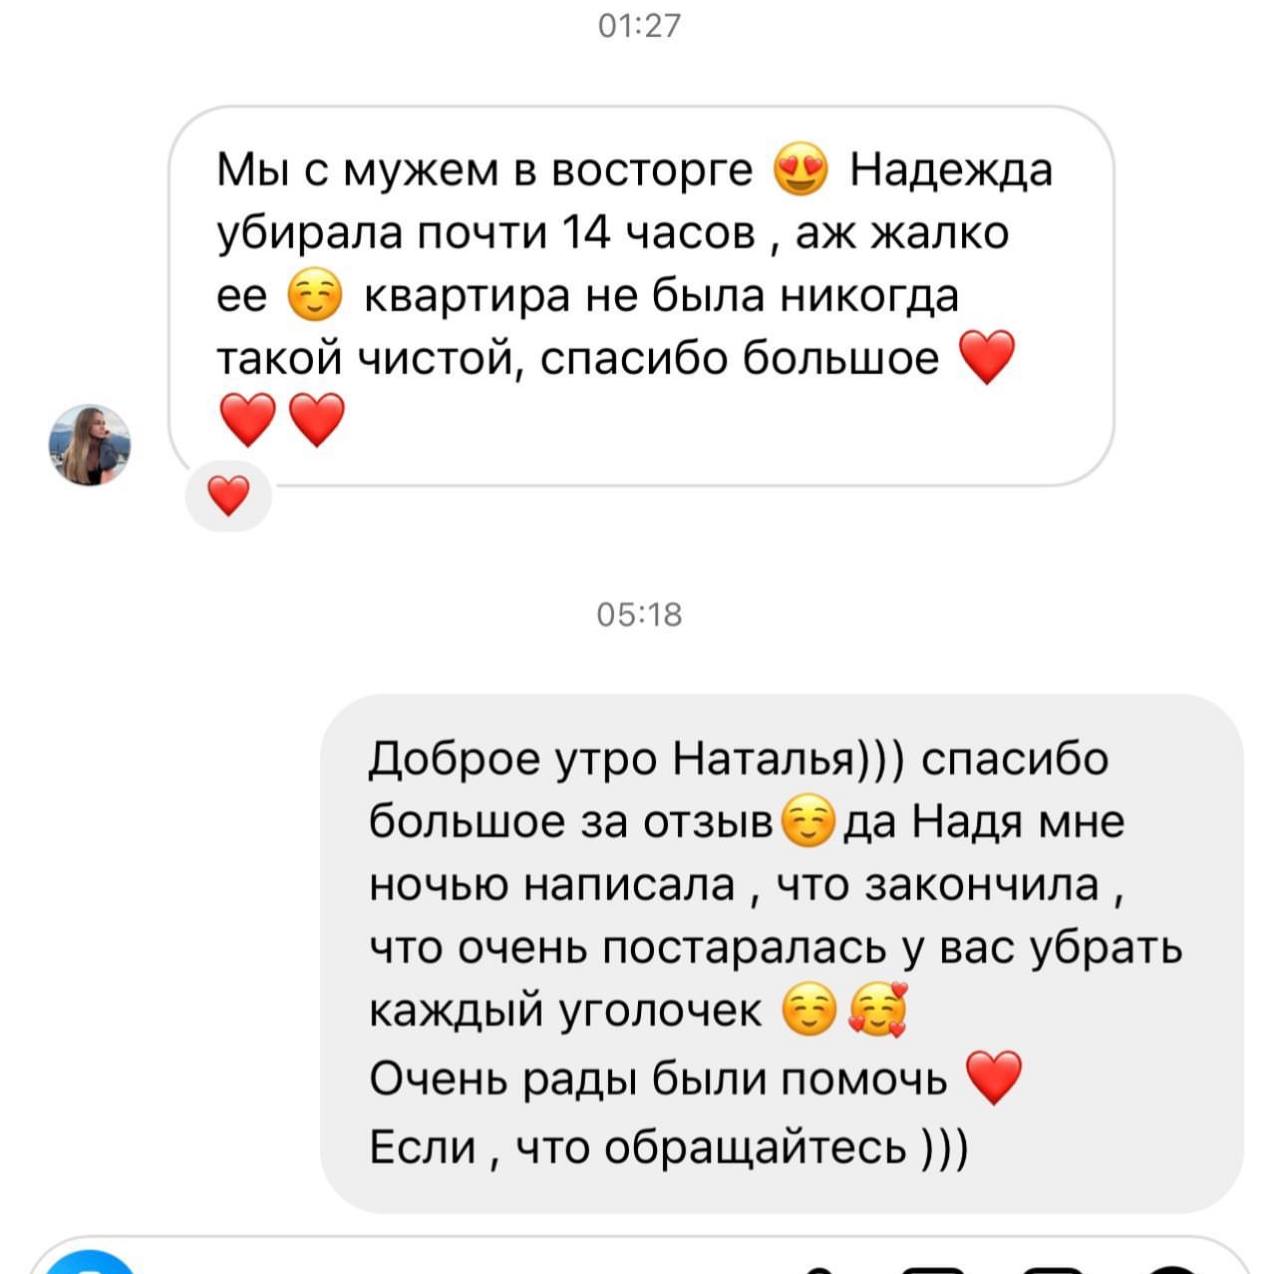 01:27
Мы с мужем в восторге 😍 Надежда
убирала почти 14 часов , аж жалко
ее ☺️ квартира не была никогда
такой чистой, спасибо большое ❤️
❤️❤️
❤️
05:18
Доброе утро Наталья))) спасибо
большое за отзыв☺️да Надя мне
ночью написала , что закончила ,
что очень постаралась у вас убрать
каждый уголочек ☺️🥰
Очень рады были помочь ❤️
Если , что обращайтесь )))